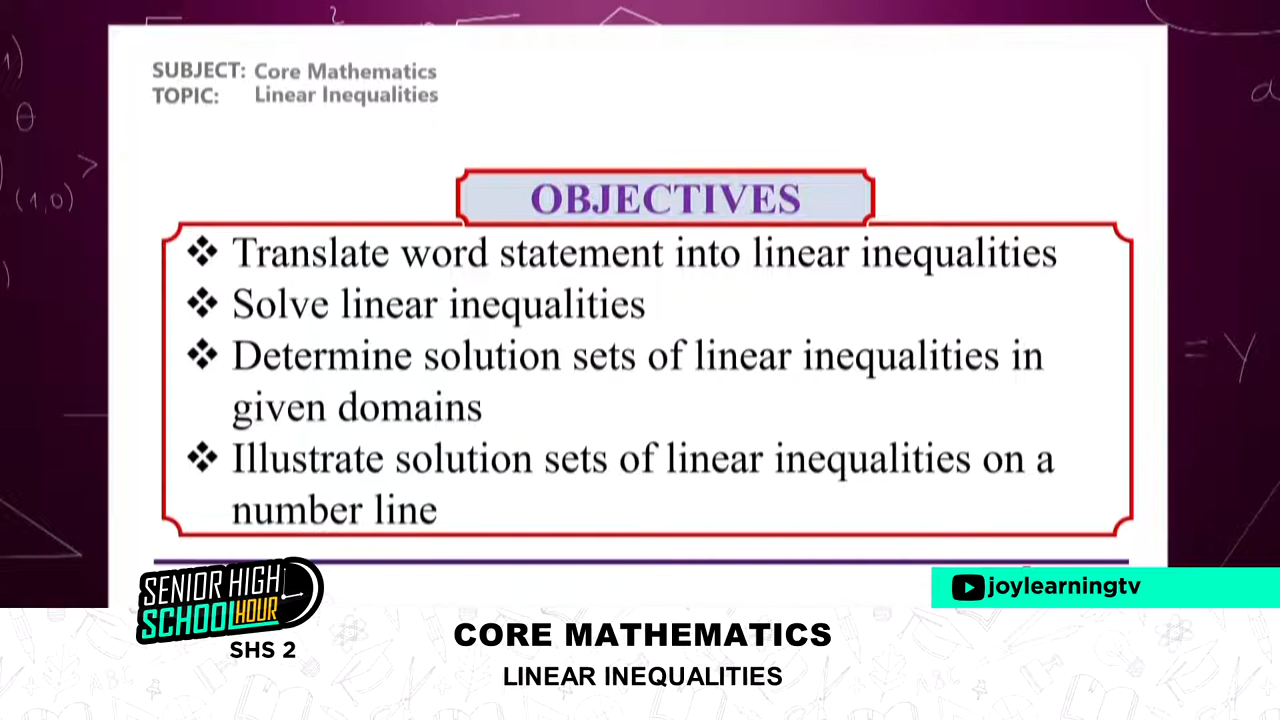 SUBJECT: Core Mathematics
TOPIC: Linear Inequalities
OBJECTIVES
❖ Translate word statement into linear inequalities
❖ Solve linear inequalities
❖ Determine solution sets of linear inequalities in
given domains
❖ Illustrate solution sets of linear inequalities on a
number line
θ
(1,0)
= Y
SENIOR HIGH
SCHOOL HOUR
SHS 2
joylearningtv
CORE MATHEMATICS
LINEAR INEQUALITIES